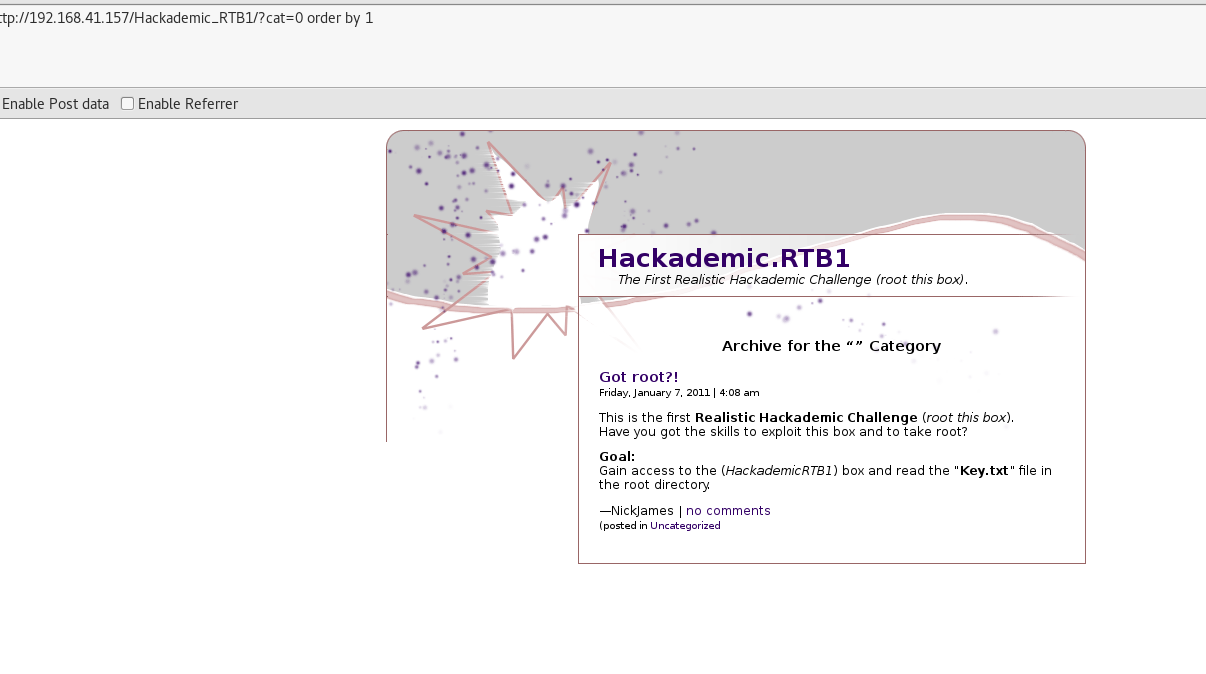 ttp://192.168.41.157/Hackademic_RTB1/?cat=0 order by 1
Enable Post data Enable Referrer
Hackademic.RTB1
The First Realistic Hackademic Challenge (root this box).
Archive for the “” Category
Got root?!
Friday, January 7, 2011 | 4:08 am
This is the first Realistic Hackademic Challenge (root this box).
Have you got the skills to exploit this box and to take root?
Goal:
Gain access to the (HackademicRTB1) box and read the "Key.txt" file in
the root directory.
—NickJames | no comments
(posted in Uncategorized